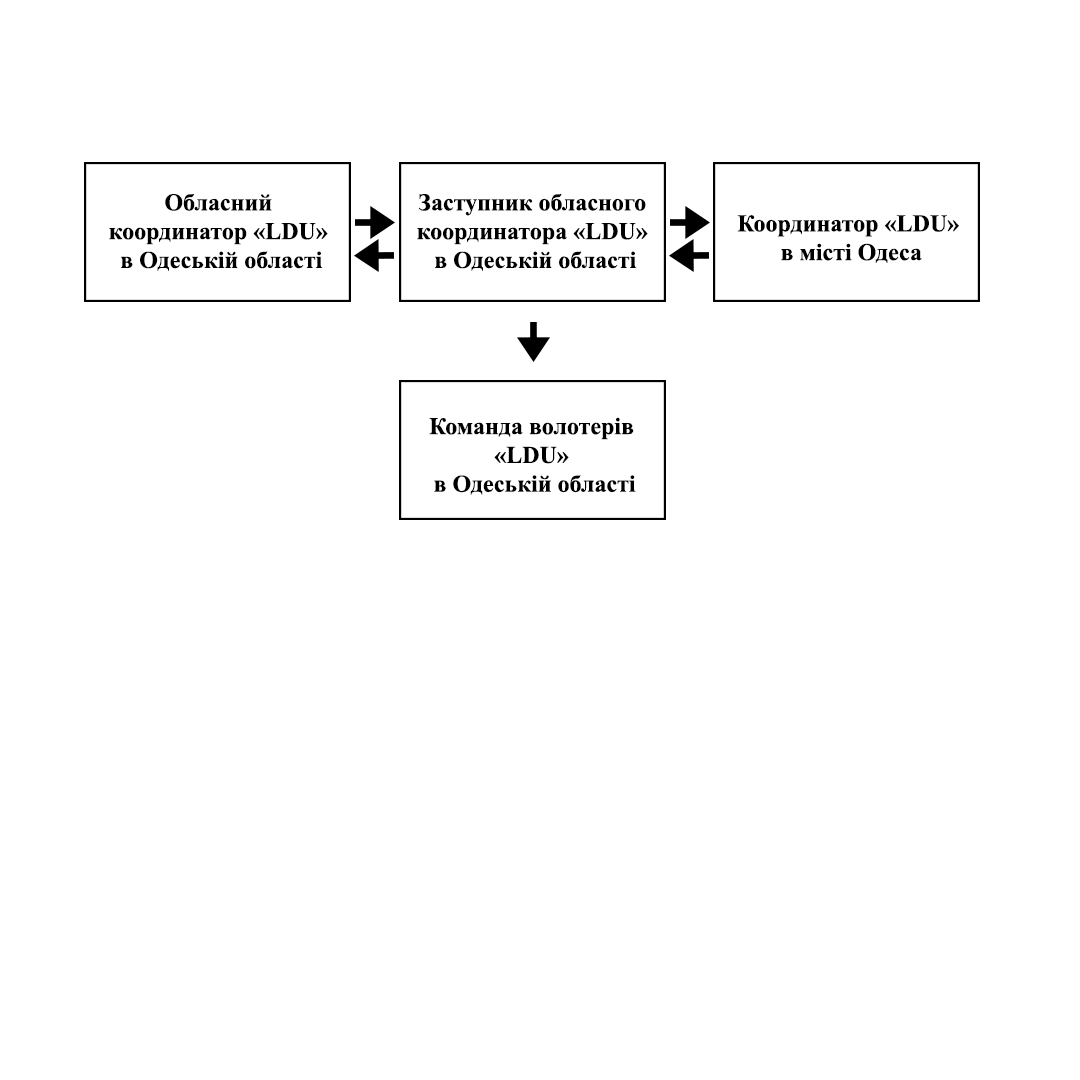 Обласний
координатор «LDU»
в Одеській області
Заступник обласного
координатора «LDU»
в Одеській області
Координатор «LDU»
в місті Одеса
Команда волотерів
«LDU»
в Одеській області